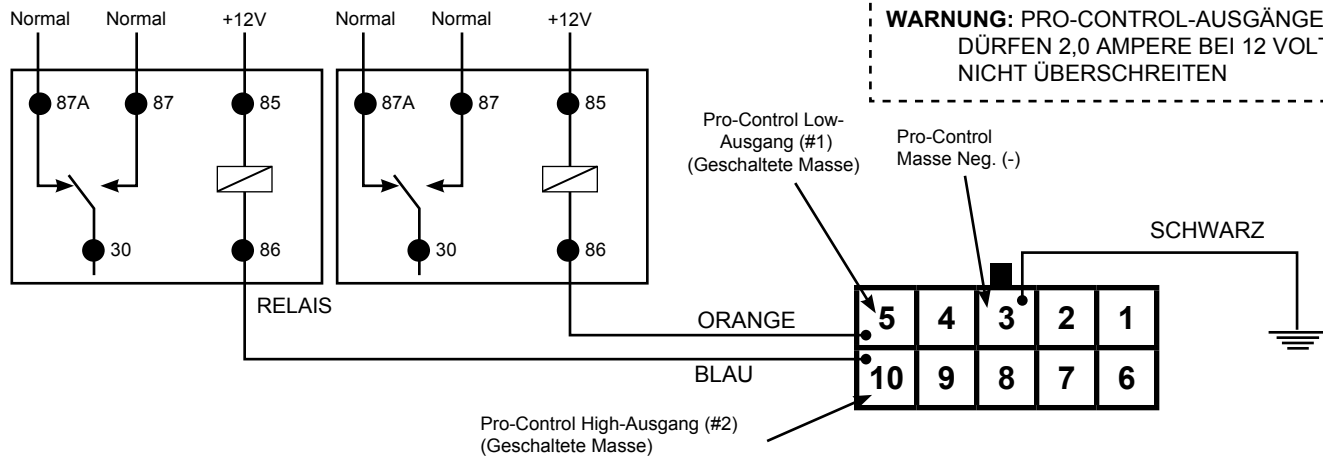 Normal
Normal
+12V
Normal
Normal
+12V
WARNUNG: PRO-CONTROL-AUSGÄNGE
DÜRFEN 2,0 AMPERE BEI 12 VOLT
NICHT ÜBERSCHREITEN
87A
87
85
87A
87
85
Pro-Control Low-
Ausgang (#1)
(Geschaltete Masse)
Pro-Control
Masse Neg. (-)
30
86
30
86
SCHWARZ
RELAIS
ORANGE
BLAU
5
4
3
2
1
10
9
8
7
6
Pro-Control High-Ausgang (#2)
(Geschaltete Masse)